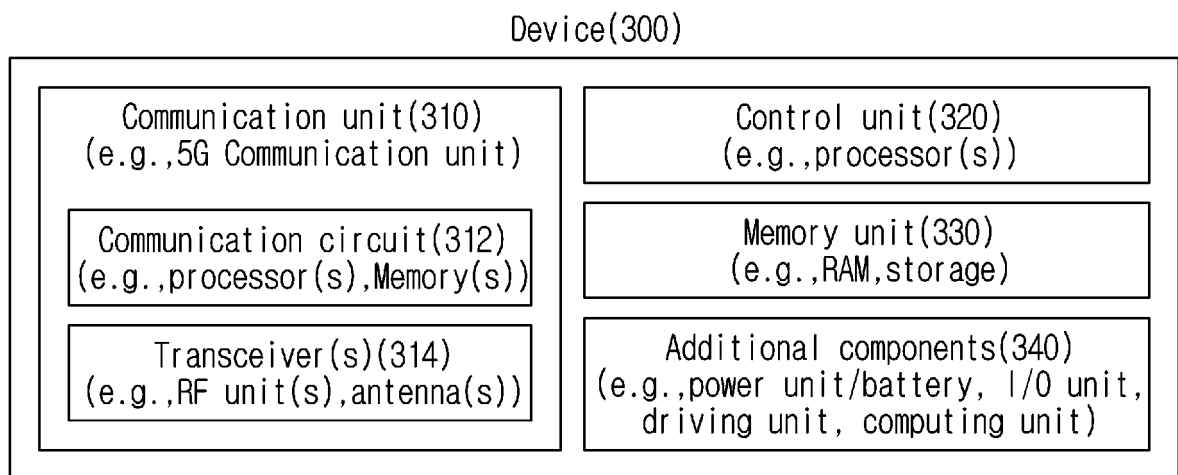 Device(300)
Communication unit(310)
(e.g.,5G Communication unit)
Communication circuit(312)
(e.g.,processor(s),Memory(s))
Transceiver(s)(314)
(e.g.,RF unit(s),antenna(s))
Control unit(320)
(e.g.,processor(s))
Memory unit(330)
(e.g.,RAM,storage)
Additional components(340)
(e.g.,power unit/battery, I/O unit,
driving unit, computing unit)